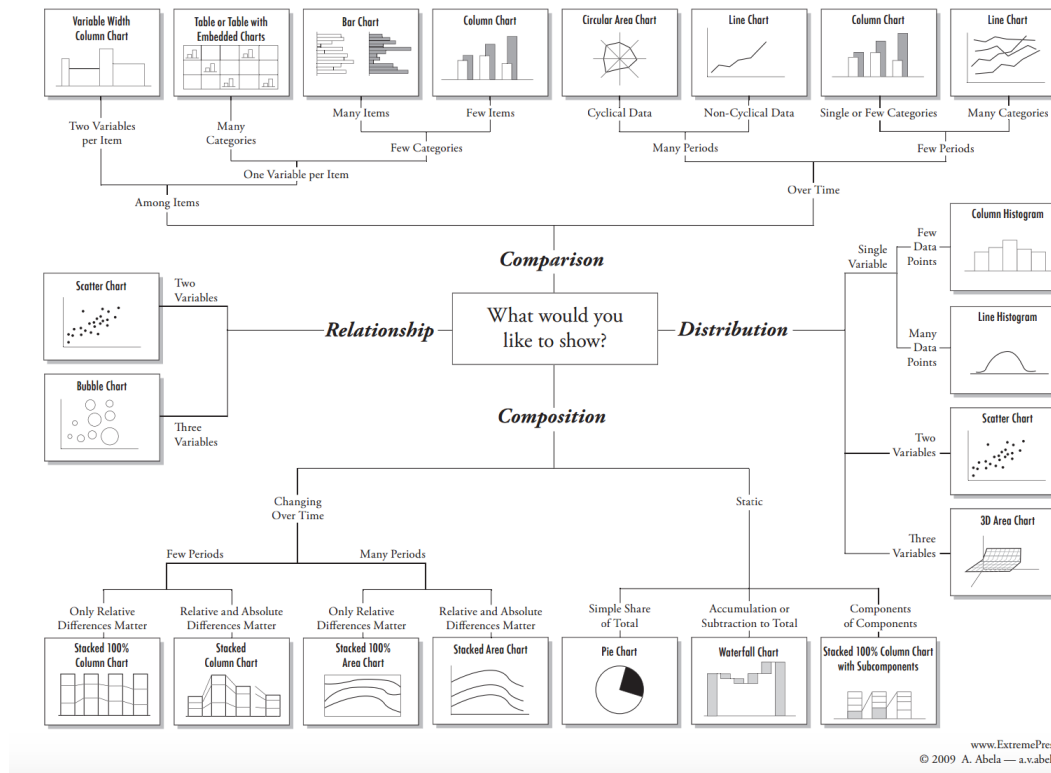 Variable Width
Column Chart
Table or Table with
Embedded Charts
Bar Chart
Column Chart
Circular Area Chart
Line Chart
Column Chart
Line Chart
Two Variables
per Item
Many
Categories
Many Items
Few Items
Cyclical Data
Non-Cyclical Data
Single or Few Categories
Many Categories
Few Categories
Many Periods
Few Periods
One Variable per Item
Over Time
Among Items
Comparison
What would you
like to show?
Relationship
Two
Variables
Scatter Chart
Three
Variables
Bubble Chart
Distribution
Single
Variable
Few
Data
Points
Column Histogram
Many
Data
Points
Line Histogram
Two
Variables
Scatter Chart
Three
Variables
3D Area Chart
Composition
Changing
Over Time
Static
Few Periods
Many Periods
Only Relative
Differences Matter
Relative and Absolute
Differences Matter
Only Relative
Differences Matter
Relative and Absolute
Differences Matter
Simple Share
of Total
Accumulation or
Subtraction to Total
Components
of Components
Stacked 100%
Column Chart
Stacked
Column Chart
Stacked 100%
Area Chart
Stacked Area Chart
Pie Chart
Waterfall Chart
Stacked 100% Column Chart
with Subcomponents
www.ExtremePres
© 2009 A. Abela — a.v.abel